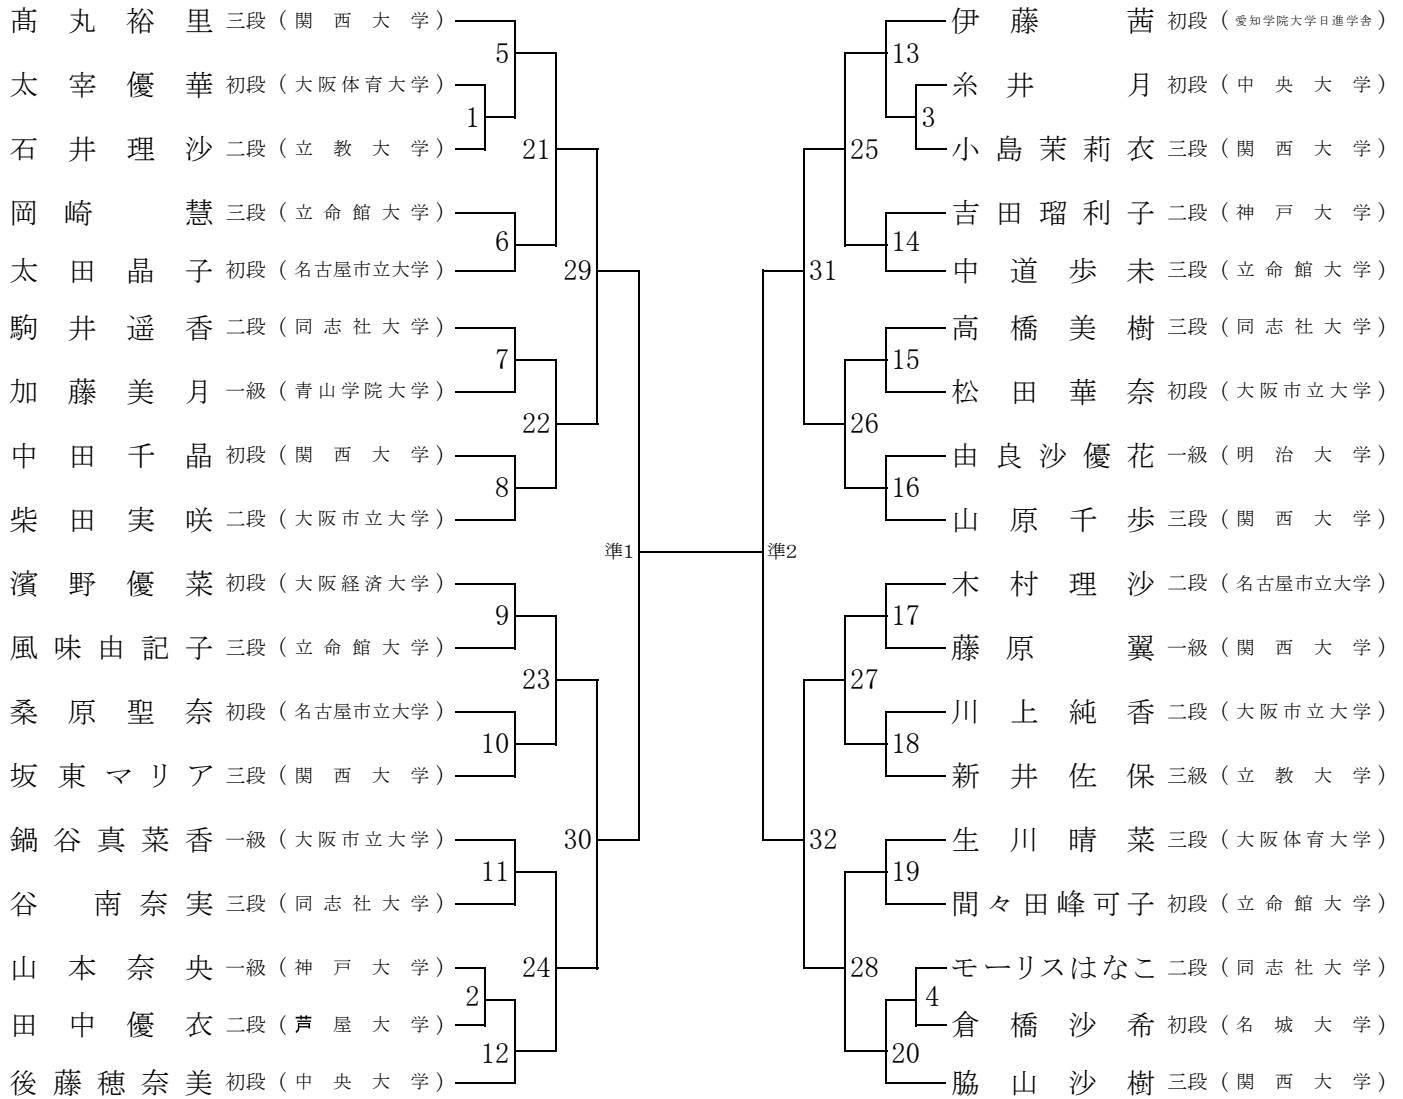 髙丸裕里 三段 (関西大学)
5
太宰優華 初段 (大阪体育大学)
1
石井理沙 二段 (立教大学)
21
岡崎慧 三段 (立命館大学)
6
太田晶子 初段 (名古屋市立大学)
29
駒井遥香 二段 (同志社大学)
7
加藤美月 一級 (青山学院大学)
22
中田千晶 初段 (関西大学)
8
柴田実咲 二段 (大阪市立大学)
準1
濱野優菜 初段 (大阪経済大学)
9
風味由記子 三段 (立命館大学)
23
桑原聖奈 初段 (名古屋市立大学)
10
坂東マリア 三段 (関西大学)
30
鍋谷真菜香 一級 (大阪市立大学)
11
谷南奈実 三段 (同志社大学)
24
山本奈央 一級 (神戸大学)
2
田中優衣 二段 (芦屋大学)
12
後藤穂奈美 初段 (中央大学)
伊藤茜 初段 (愛知学院大学日進学舎)
13
糸井月 初段 (中央大学)
3
小島茉莉衣 三段 (関西大学)
25
吉田瑠利子 二段 (神戸大学)
14
中道歩未 三段 (立命館大学)
31
高橋美樹 三段 (同志社大学)
15
松田華奈 初段 (大阪市立大学)
26
由良沙優花 一級 (明治大学)
16
山原千歩 三段 (関西大学)
準2
木村理沙 二段 (名古屋市立大学)
17
藤原翼 一級 (関西大学)
27
川上純香 二段 (大阪市立大学)
18
新井佐保 三級 (立教大学)
32
生川晴菜 三段 (大阪体育大学)
19
間々田峰可子 初段 (立命館大学)
28
モーリスはなこ 二段 (同志社大学)
4
倉橋沙希 初段 (名城大学)
20
脇山沙樹 三段 (関西大学)